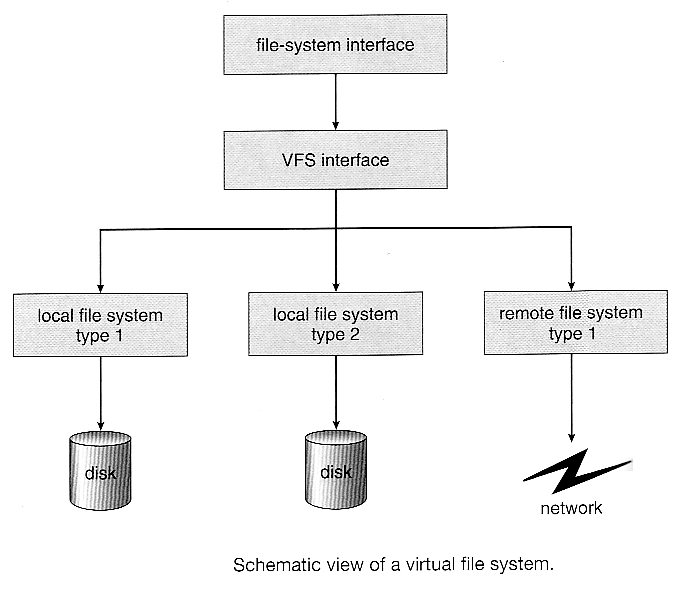 file-system interface
VFS interface
local file system
type 1
local file system
type 2
remote file system
type 1
disk
disk
network
Schematic view of a virtual file system.